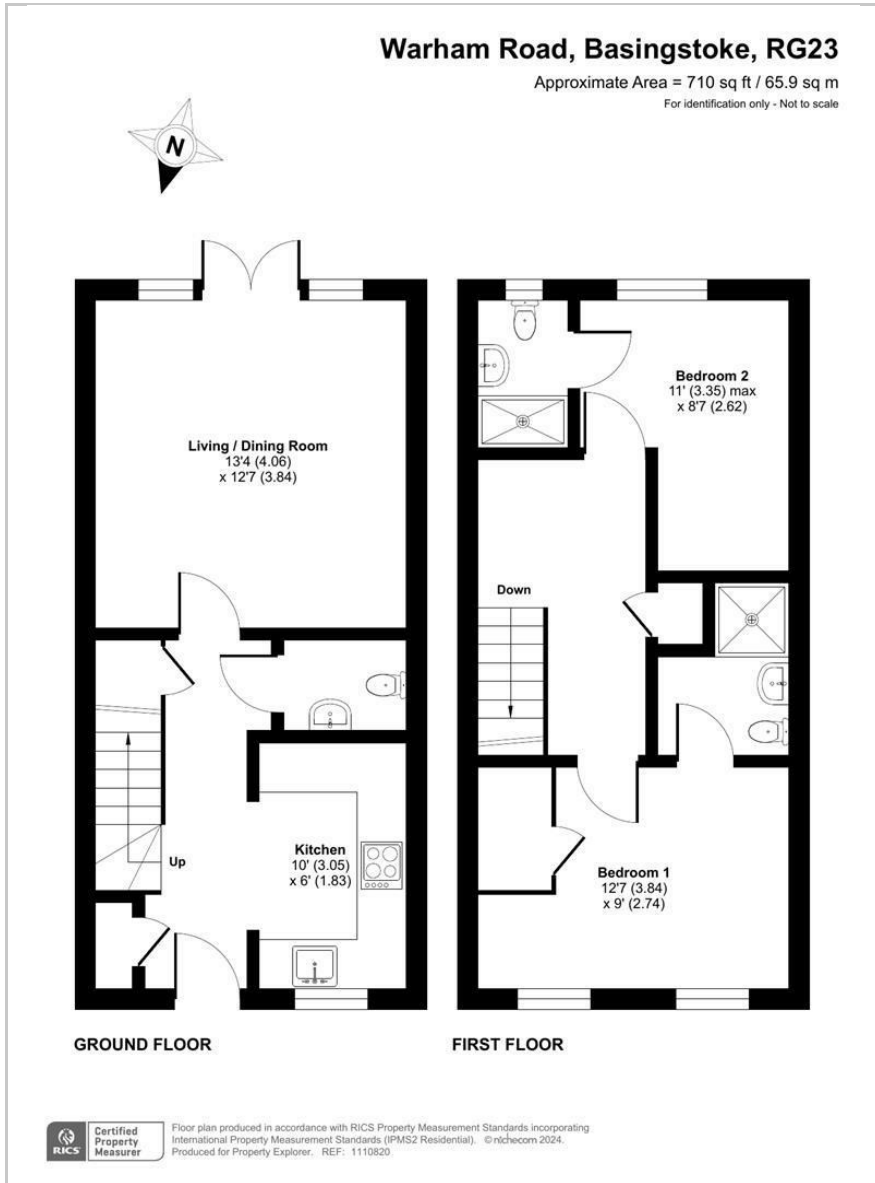 Warham Road, Basingstoke, RG23
Approximate Area = 710 sq ft / 65.9 sq m
For identification only - Not to scale
N
Living / Dining Room
13'4 (4.06)
x 12'7 (3.84)
Up
Kitchen
10' (3.05)
x 6' (1.83)
GROUND FLOOR
Bedroom 2
11' (3.35) max
x 8'7 (2.62)
Down
Bedroom 1
12'7 (3.84)
x 9' (2.74)
FIRST FLOOR
RICS
Certified
Property
Measurer
Floor plan produced in accordance with RICS Property Measurement Standards incorporating
International Property Measurement Standards (IPMS2 Residential). © nichecom 2024.
Produced for Property Explorer. REF: 1110820